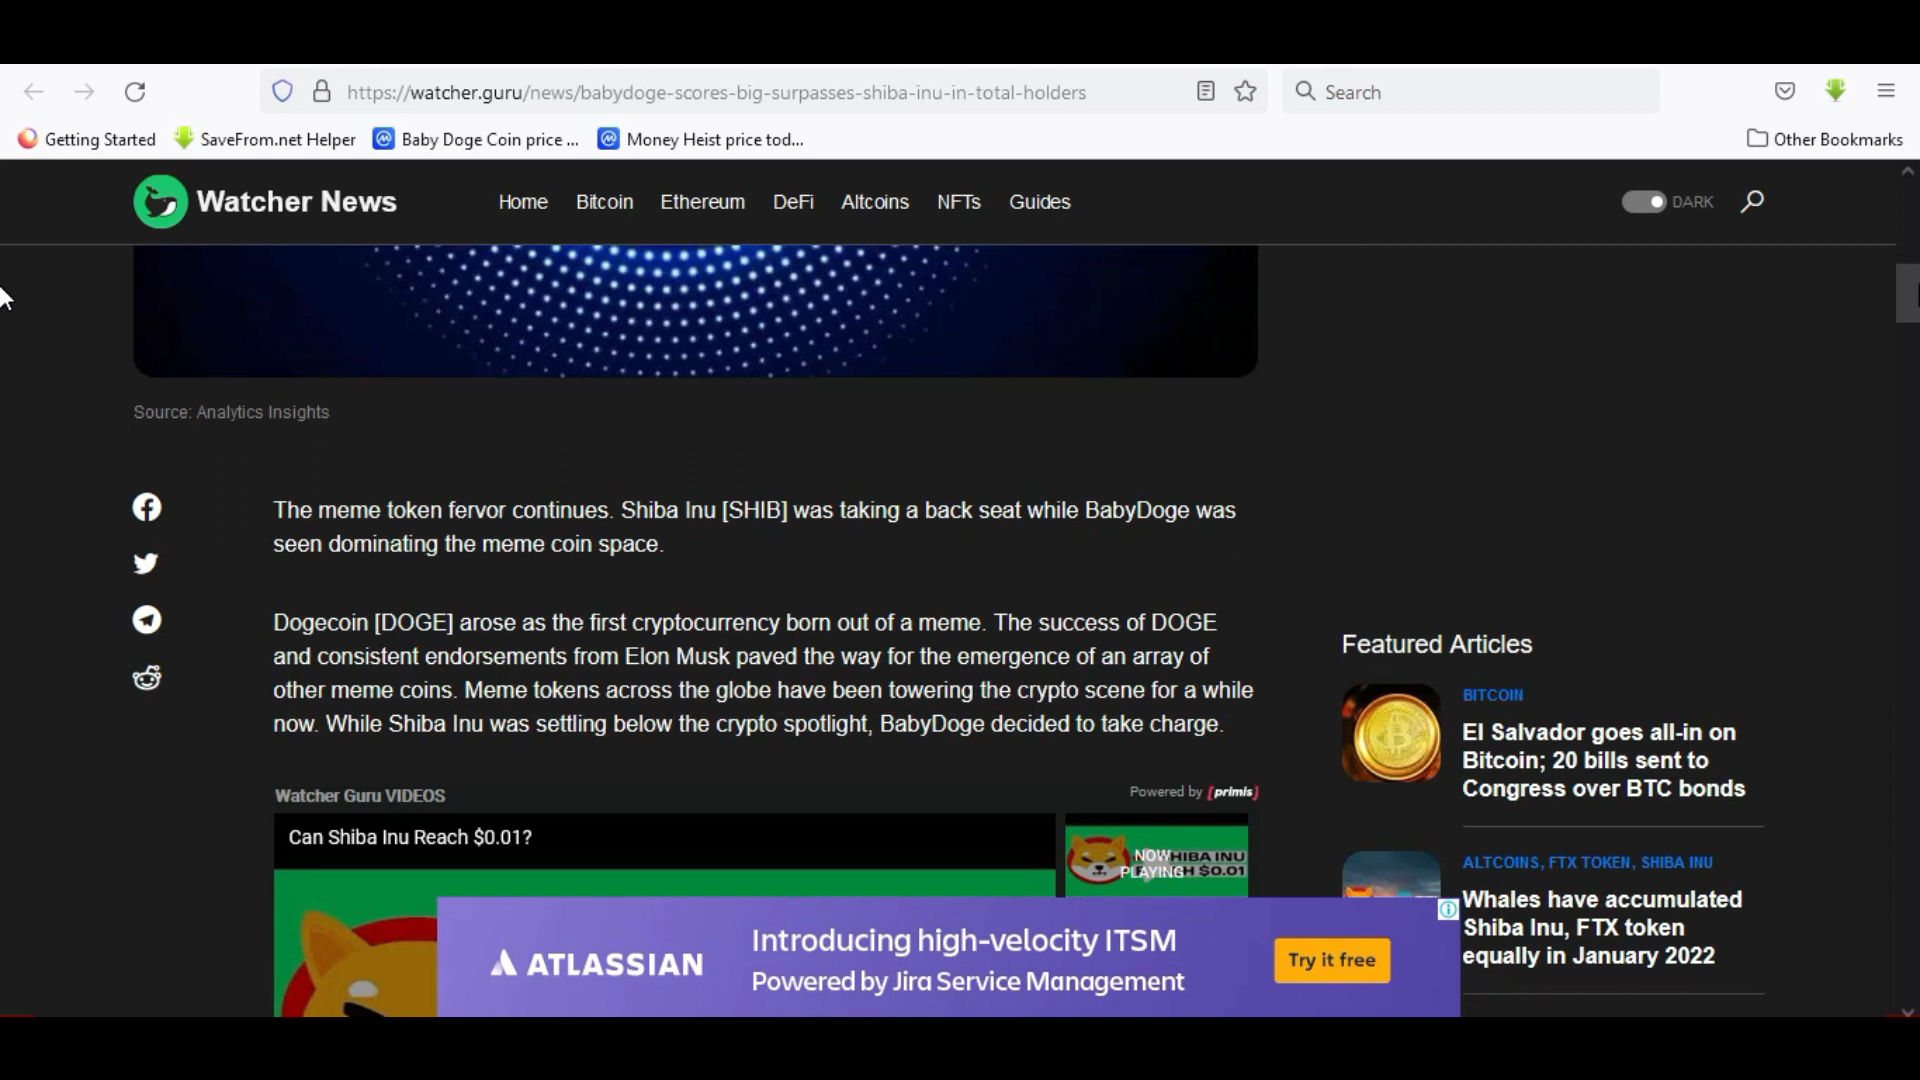 https://watcher.guru/news/babydoge-scores-big-surpasses-shiba-inu-in-total-holders
Search
Getting Started
SaveFrom.net Helper
Baby Doge Coin price ...
Money Heist price tod...
Other Bookmarks
Watcher News
Home
Bitcoin
Ethereum
DeFi
Altcoins
NFTs
Guides
DARK
Source: Analytics Insights
The meme token fervor continues. Shiba Inu [SHIB] was taking a back seat while BabyDoge was
seen dominating the meme coin space.
Dogecoin [DOGE] arose as the first cryptocurrency born out of a meme. The success of DOGE
and consistent endorsements from Elon Musk paved the way for the emergence of an array of
other meme coins. Meme tokens across the globe have been towering the crypto scene for a while
now. While Shiba Inu was settling below the crypto spotlight, BabyDoge decided to take charge.
Watcher Guru VIDEOS
Powered by [primis]
Can Shiba Inu Reach $0.01?
NOW
PLAYING
HIBA INU
H $0.01
Featured Articles
BITCOIN
El Salvador goes all-in on
Bitcoin; 20 bills sent to
Congress over BTC bonds
ALTCOINS, FTX TOKEN, SHIBA INU
Whales have accumulated
Shiba Inu, FTX token
equally in January 2022
ATLASSIAN
Introducing high-velocity ITSM
Powered by Jira Service Management
Try it free